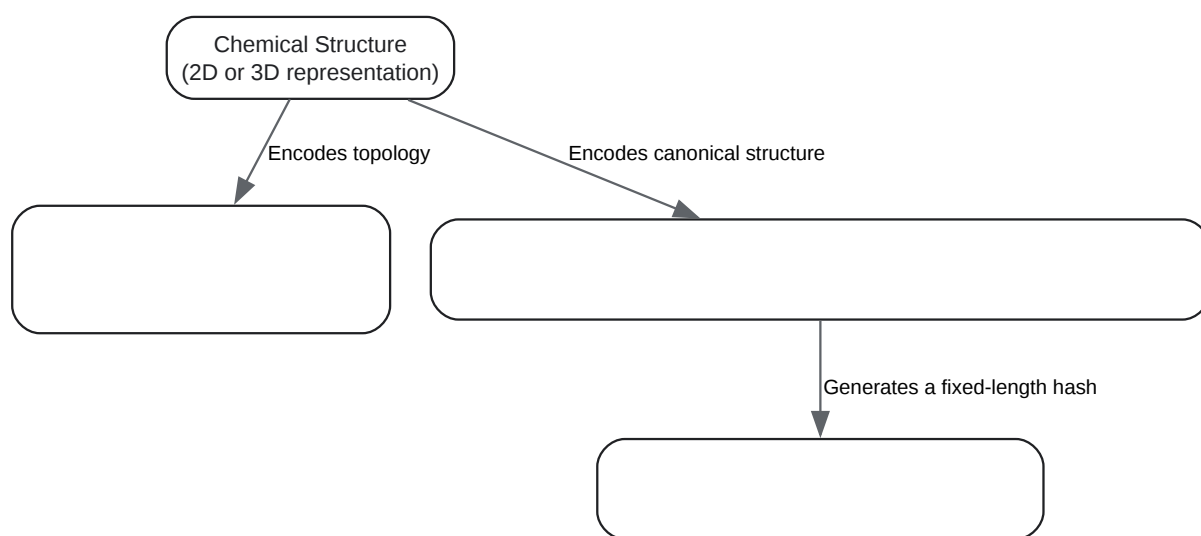 Chemical Structure
(2D or 3D representation)
Encodes topology
Encodes canonical structure
Generates a fixed-length hash